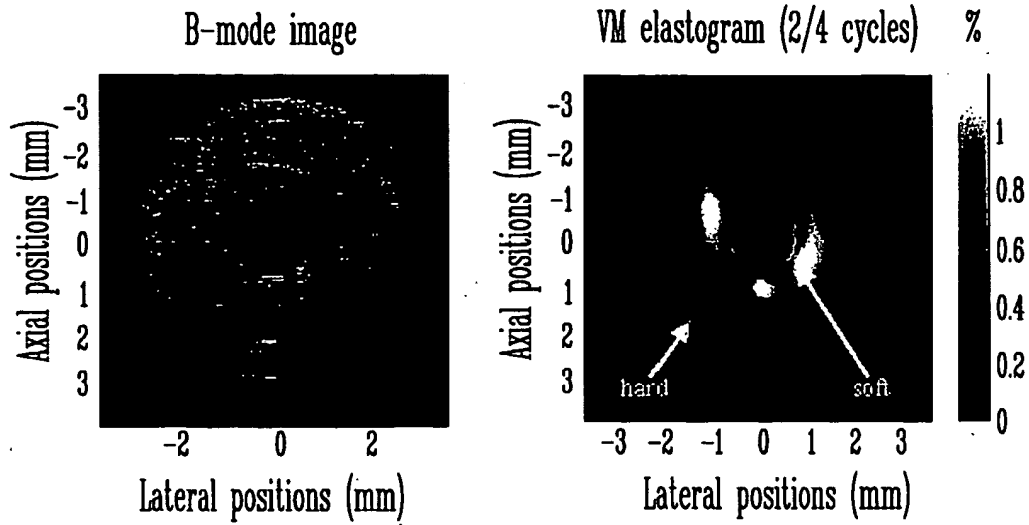 B-mode image
VM elastogram (2/4 cycles)
%
Axial positions (mm)
-3
-2
-1
0
1
2
3
-2 0 2
Lateral positions (mm)
Axial positions (mm)
-3
-2
-1
0
1
2
3
hard
soft
-3 -2 -1 0 1 2 3
Lateral positions (mm)
1
0.8
0.6
0.4
0.2
0